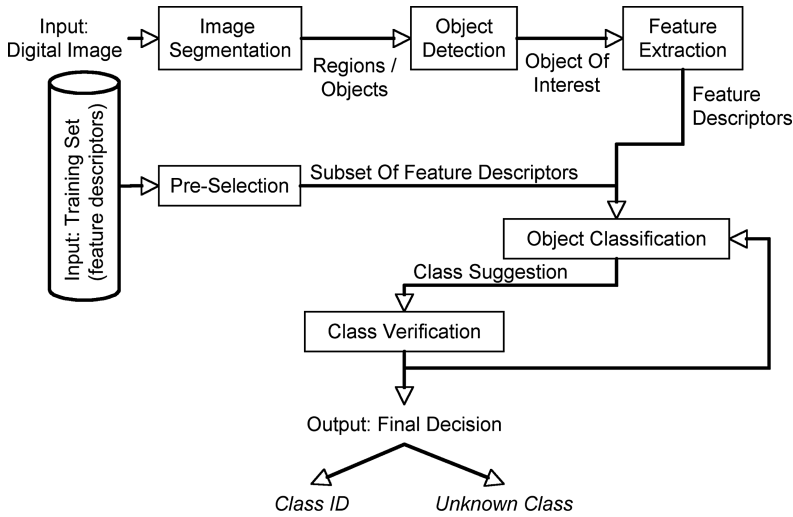 Input:
Digital Image
Image
Segmentation
Regions /
Objects
Object
Detection
Object Of
Interest
Feature
Extraction
Feature
Descriptors
Input: Training Set
(feature descriptors)
Pre-Selection
Subset Of Feature Descriptors
Object Classification
Class Suggestion
Class Verification
Output: Final Decision
Class ID
Unknown Class